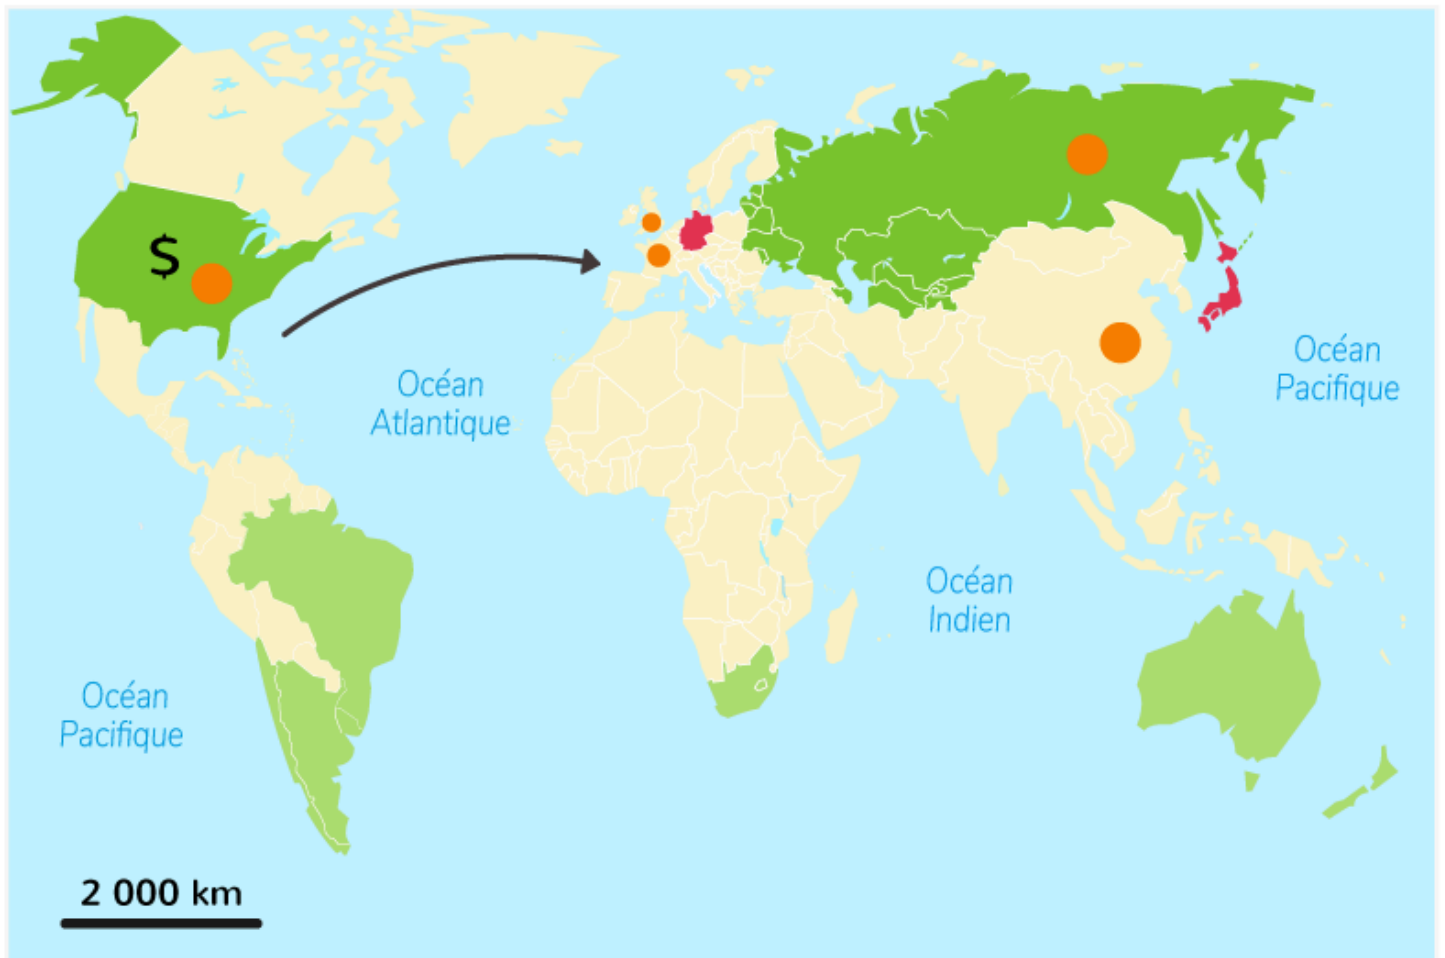 $
Océan
Atlantique
Océan
Pacifique
Océan
Indien
Océan
Pacifique
2 000 km